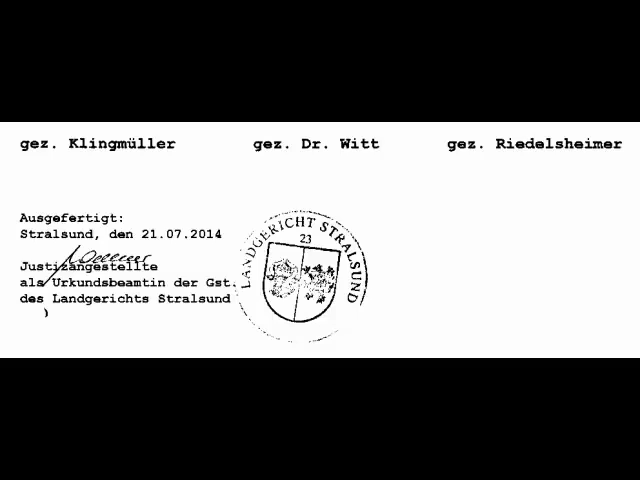 gez. Klingmüller gez. Dr. Witt gez. Riedelsheimer
Ausgefertigt:
Stralsund, den 21.07.2014
Justizangestellte
als Urkundsbeamtin der Gst.
des Landgerichts Stralsund
)
LANDGERICHT STRALSUND
23